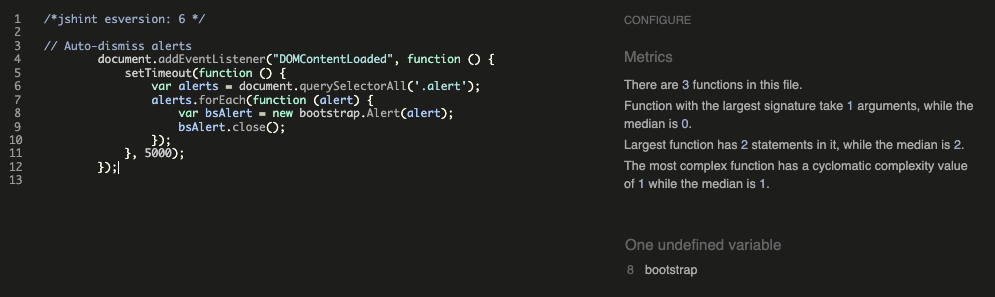 1 /*jshint esversion: 6 */
2
3 // Auto-dismiss alerts
4 document.addEventListener("DOMContentLoaded", function () {
5 setTimeout(function () {
6 var alerts = document.querySelectorAll('.alert');
7 alerts.forEach(function (alert) {
8 var bsAlert = new bootstrap.Alert(alert);
9 bsAlert.close();
10 });
11 }, 5000);
12 });
13
CONFIGURE
Metrics
There are 3 functions in this file.
Function with the largest signature take 1 arguments, while the
median is 0.
Largest function has 2 statements in it, while the median is 2.
The most complex function has a cyclomatic complexity value
of 1 while the median is 1.
One undefined variable
8 bootstrap